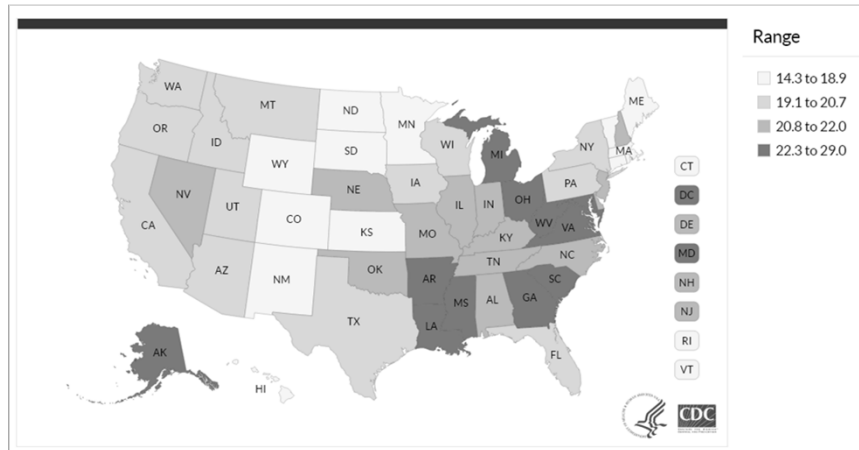 Range
14.3 to 18.9
19.1 to 20.7
20.8 to 22.0
22.3 to 29.0
WA
MT
ND
MN
ME
OR
ID
SD
WI
MI
NY
MA
WY
IA
PA
NV
NE
IL
IN
OH
CA
UT
CO
KS
MO
KY
WV
VA
AZ
NM
OK
AR
TN
NC
TX
LA
MS
AL
GA
SC
FL
AK
HI
CT
DC
DE
MD
NH
NJ
RI
VT
CDC